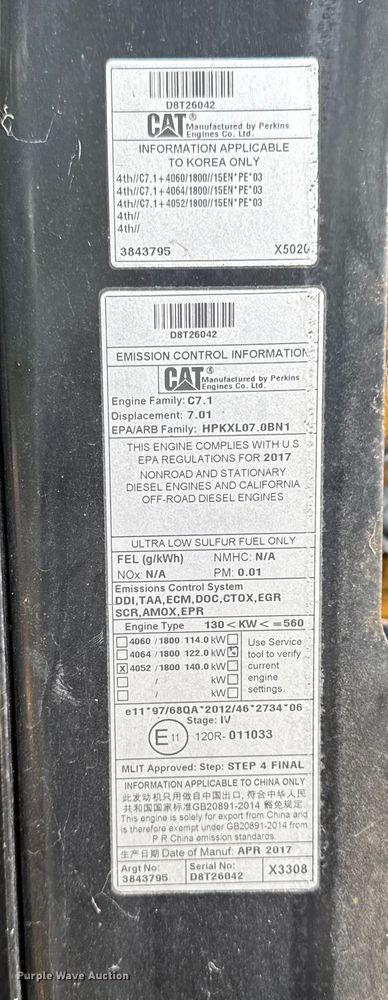 D8T26042
CAT® Manufactured by Perkins
Engines Co. Ltd.
INFORMATION APPLICABLE
TO KOREA ONLY
4th//C7.1+4060/1800//15EN*PE*03
4th//C7.1+4064/1800//15EN*PE*03
4th//C7.1+4052/1800//15EN*PE*03
4th//
4th//
3843795 X5020
D8T26042
EMISSION CONTROL INFORMATION
CAT® Manufactured by Perkins
Engines Co. Ltd.
Engine Family: C7.1
Displacement: 7.01
EPA/ARB Family: HPKXL07.0BN1
THIS ENGINE COMPLIES WITH U.S
EPA REGULATIONS FOR 2017
NONROAD AND STATIONARY
DIESEL ENGINES AND CALIFORNIA
OFF-ROAD DIESEL ENGINES
ULTRA LOW SULFUR FUEL ONLY
FEL (g/kWh) NMHC: N/A
NOx: N/A PM: 0.01
Emissions Control System
DDI,TAA,ECM,DOC,CTOX,EGR
SCR,AMOX,EPR
Engine Type 130<KW<=560
4060 / 1800 114.0 kW Use Service
4064 / 1800 122.0 kW tool to verify
X 4052 / 1800 140.0 kW current
/ kW engine
/ kW settings.
e11*97/68QA*2012/46*2734*06
Stage: IV
E11 120R- 011033
MLIT Approved: Step: STEP 4 FINAL
INFORMATION APPLICABLE TO CHINA ONLY
此发动机只用做自中国出口, 符合中华人民
共和国国家标准GB20891-2014 豁免规定
This engine is solely for export from China and
is therefore exempt under GB20891-2014 from
P R China emission standards.
生产日期 Date of Manuf: APR 2017
Argt No: Serial No: X3308
3843795 D8T26042
Purple Wave Auction